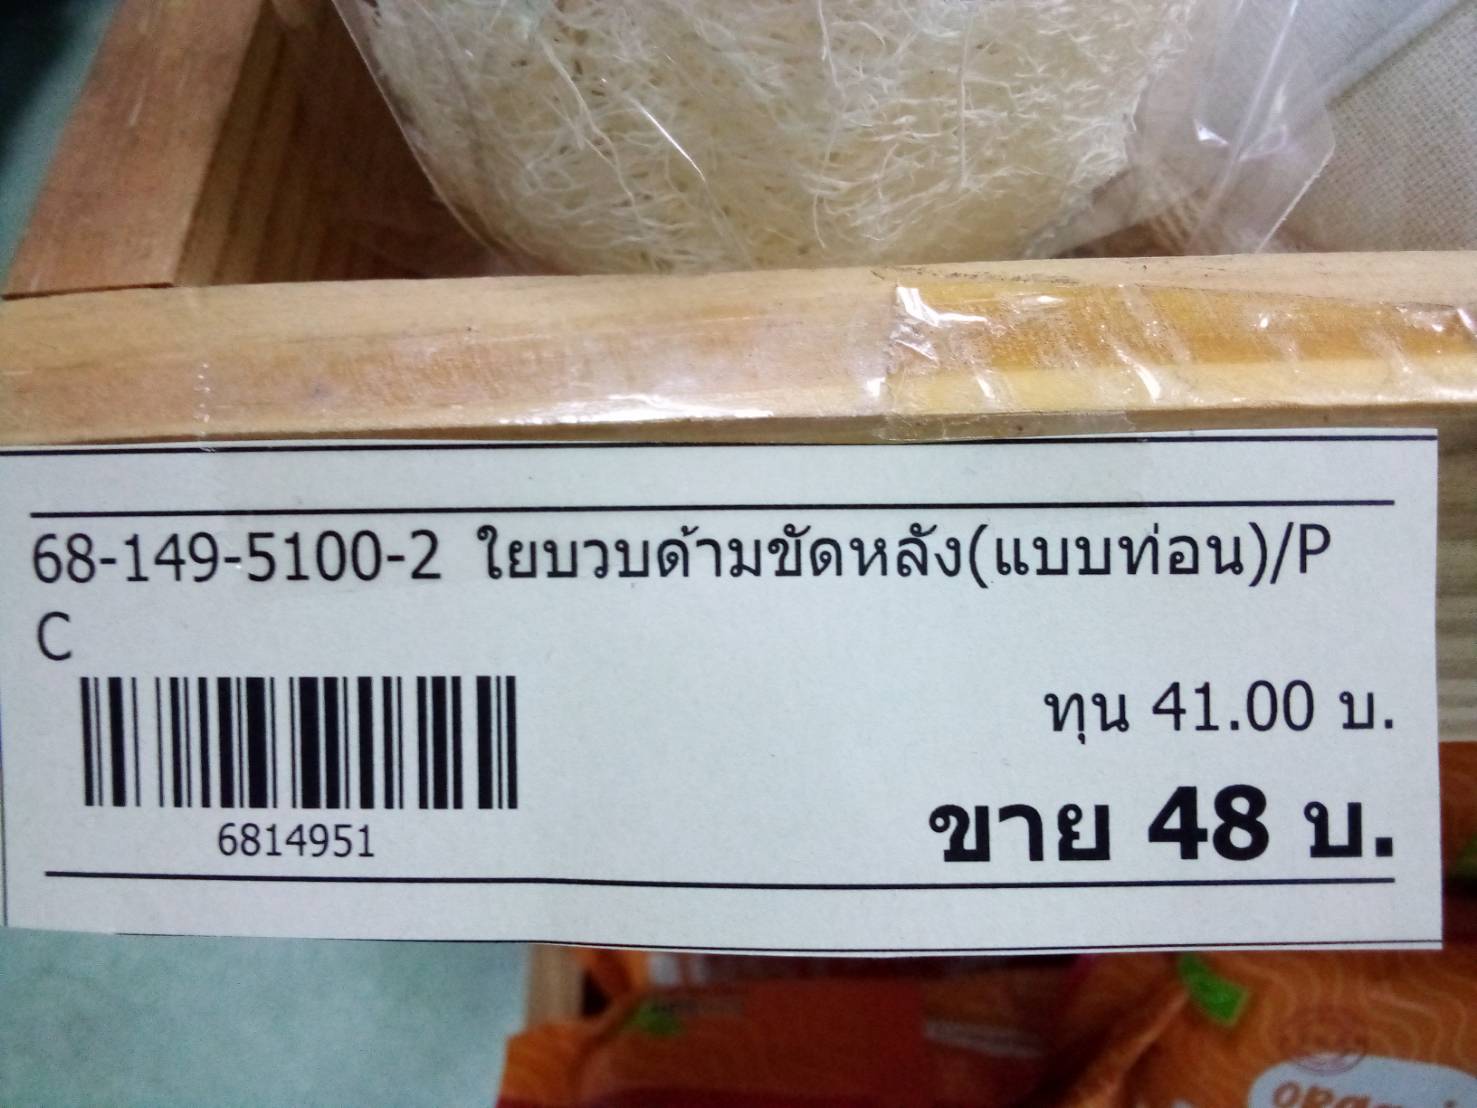 68-149-5100-2 ใยบวบด้ามขัดหลัง(แบบท่อน)/P
C
ทุน 41.00 บ.
ขาย 48 บ.
6814951